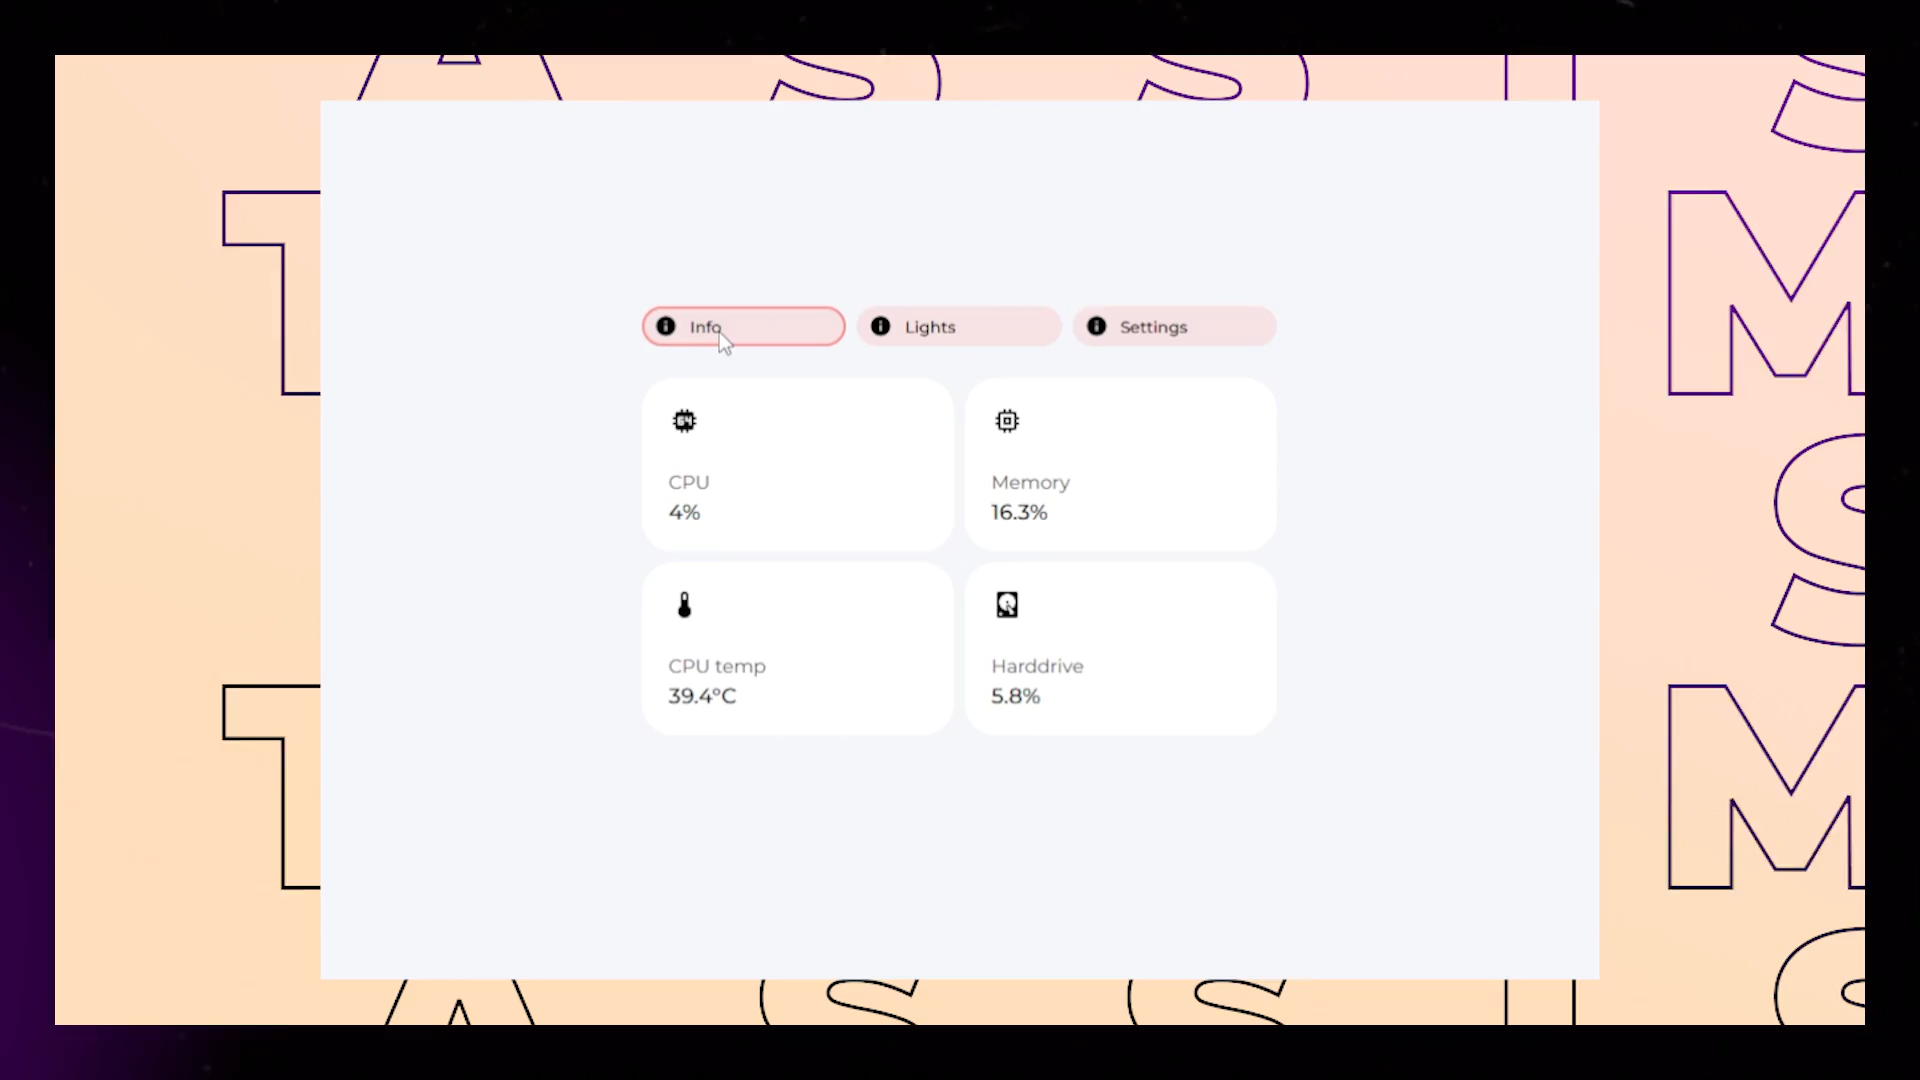 A S S I S
T M
S
T M
A S S I S
Info Lights Settings
CPU Memory
4% 16.3%
CPU temp Harddrive
39.4°C 5.8%